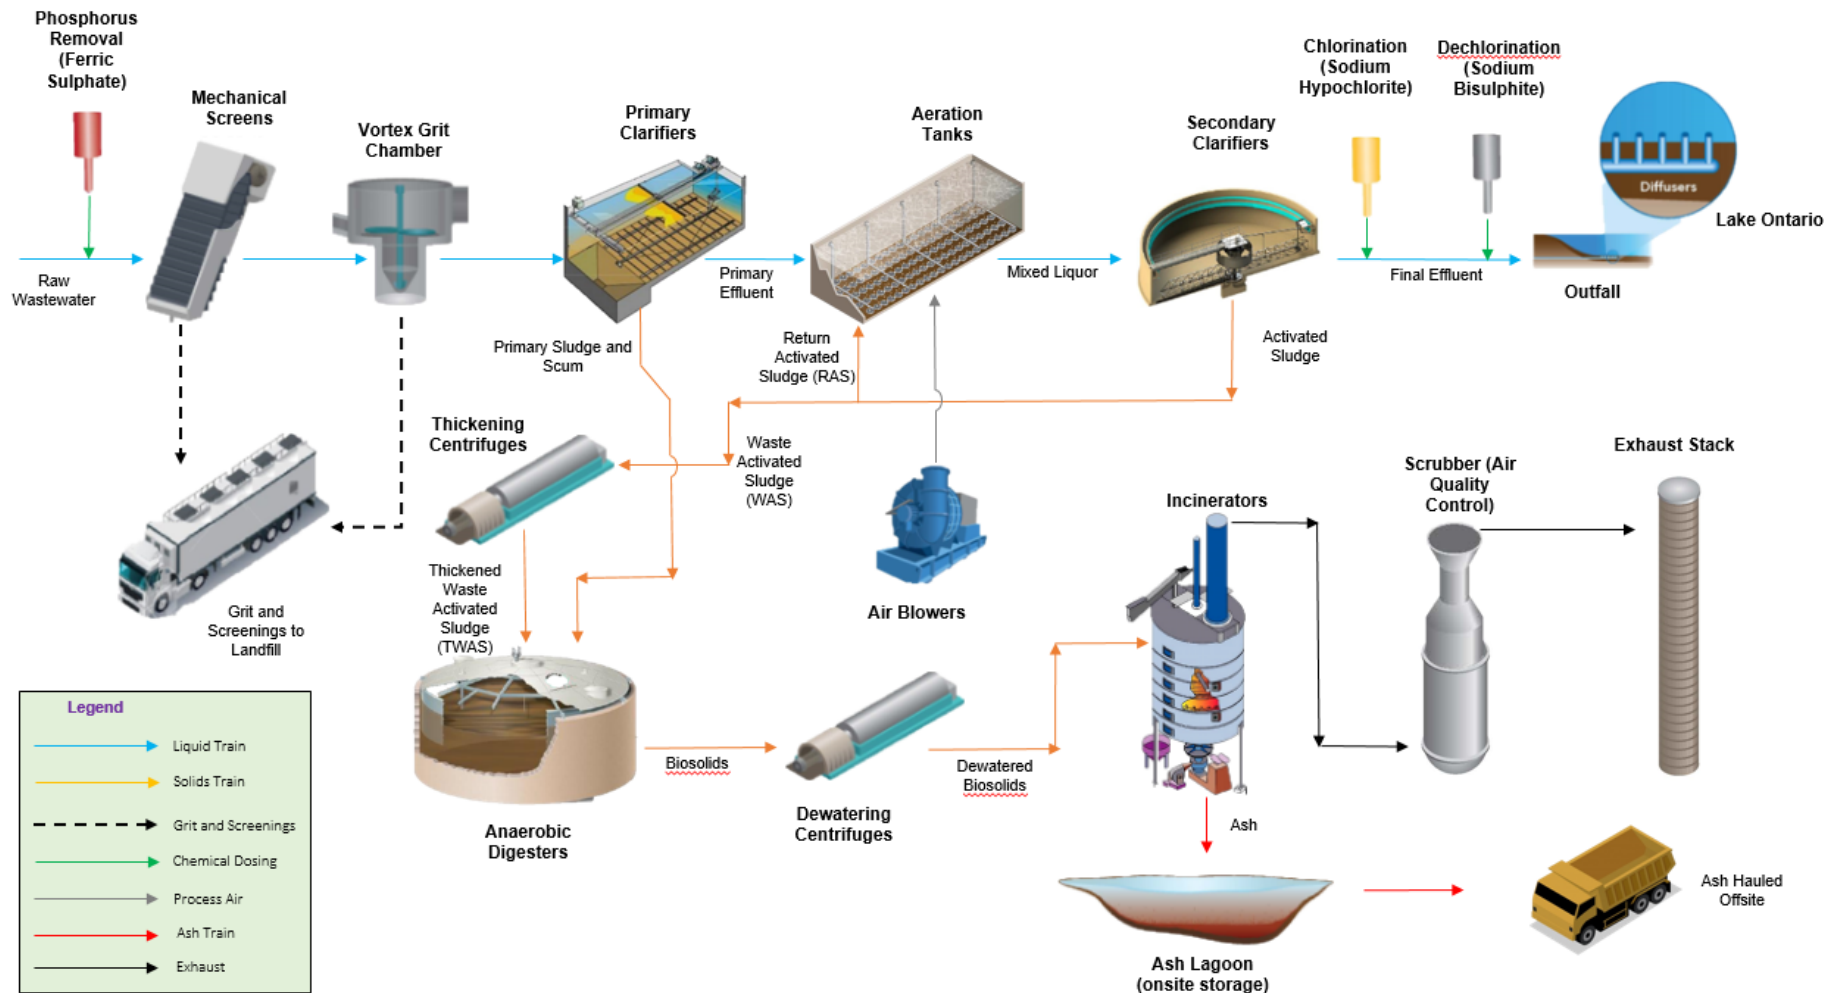 Phosphorus
Removal
(Ferric
Sulphate)
Mechanical
Screens
Vortex Grit
Chamber
Primary
Clarifiers
Aeration
Tanks
Secondary
Clarifiers
Chlorination
(Sodium
Hypochlorite)
Dechlorination
(Sodium
Bisulphite)
Diffusers
Lake Ontario
Raw
Wastewater
Primary
Effluent
Mixed Liquor
Final Effluent
Outfall
Primary Sludge and
Scum
Return
Activated
Sludge (RAS)
Activated
Sludge
Thickening
Centrifuges
Waste
Activated
Sludge
(WAS)
Incinerators
Scrubber (Air
Quality
Control)
Exhaust Stack
Grit and
Screenings to
Landfill
Thickened
Waste
Activated
Sludge
(TWAS)
Air Blowers
Biosolids
Dewatered
Biosolids
Anaerobic
Digesters
Dewatering
Centrifuges
Ash
Ash Hauled
Offsite
Ash Lagoon
(onsite storage)
Legend
Liquid Train
Solids Train
Grit and Screenings
Chemical Dosing
Process Air
Ash Train
Exhaust